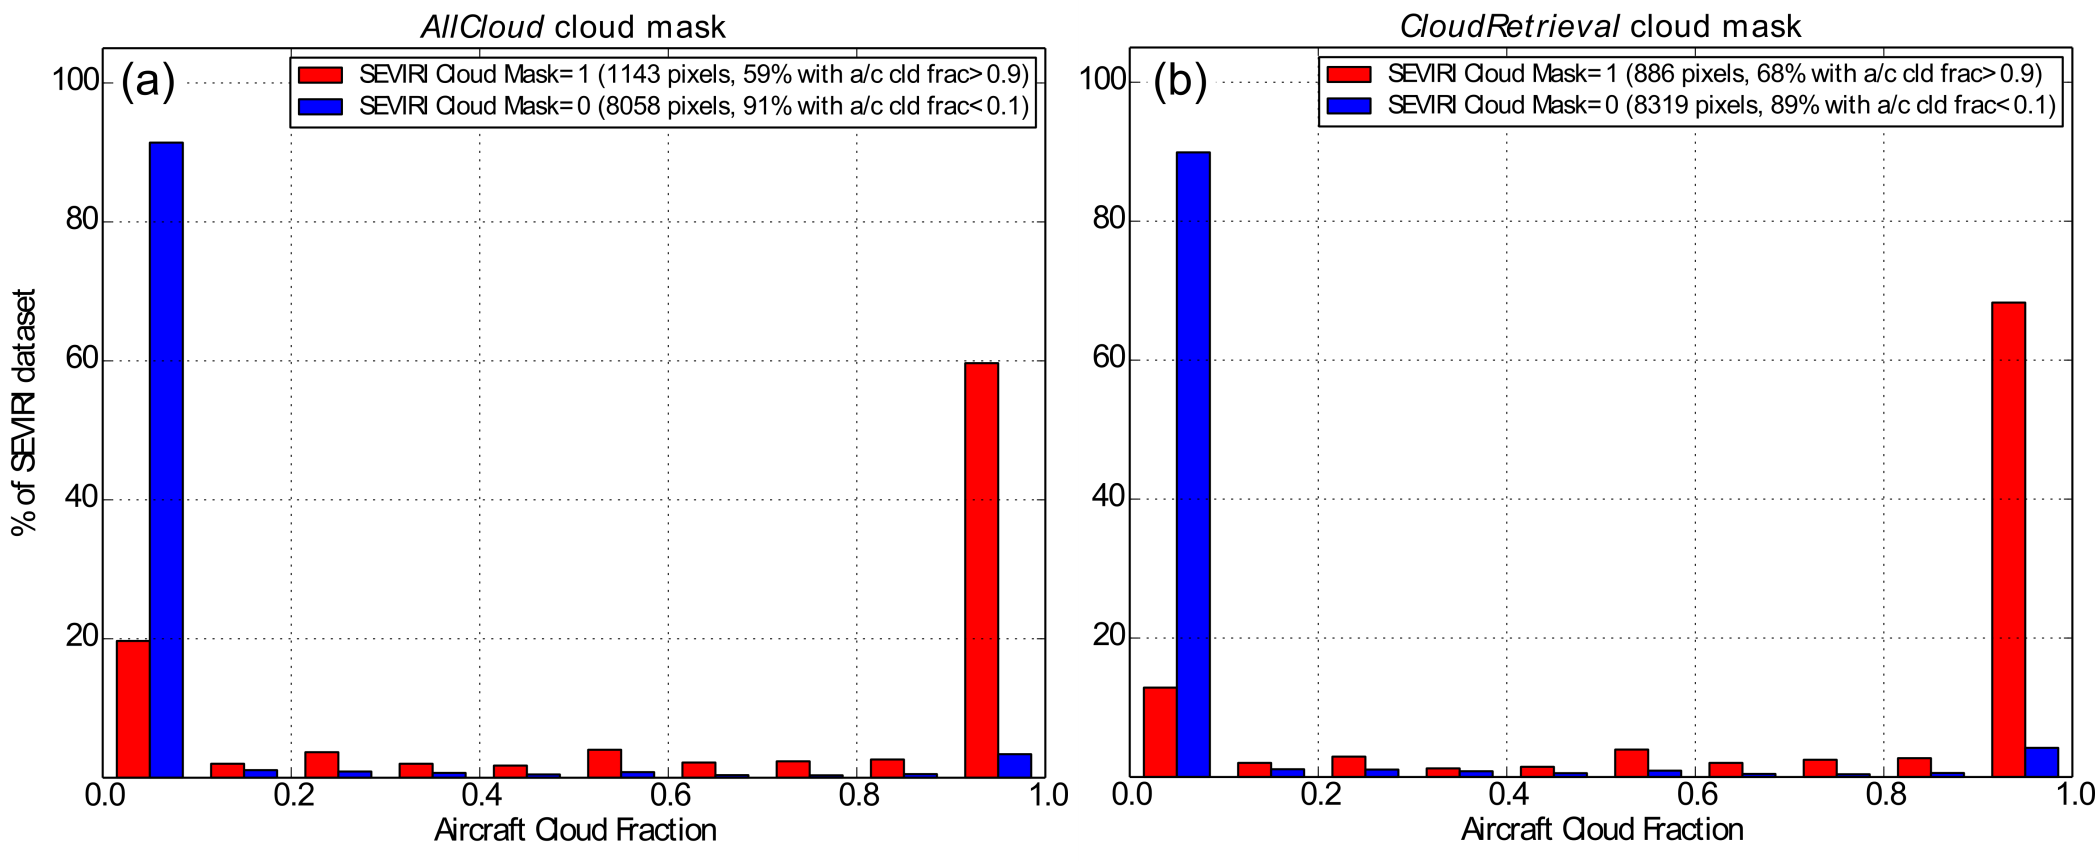 AllCloud cloud mask
(a)
SEVIRI Cloud Mask=1 (1143 pixels, 59% with a/c cld frac>0.9)
SEVIRI Cloud Mask=0 (8058 pixels, 91% with a/c cld frac<0.1)
100
80
60
40
20
% of SEVIRI dataset
0.0 0.2 0.4 0.6 0.8 1.0
Aircraft Cloud Fraction
CloudRetrieval cloud mask
(b)
SEVIRI Cloud Mask=1 (886 pixels, 68% with a/c cld frac>0.9)
SEVIRI Cloud Mask=0 (8319 pixels, 89% with a/c cld frac<0.1)
100
80
60
40
20
0.0 0.2 0.4 0.6 0.8 1.0
Aircraft Cloud Fraction